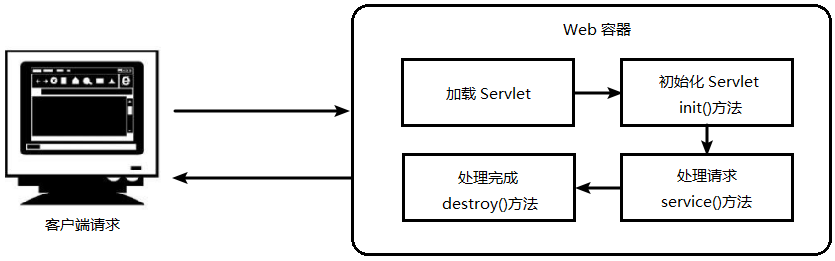 Web 容器
加载 Servlet
初始化 Servlet
init()方法
处理完成
destroy()方法
处理请求
service()方法
客户端请求